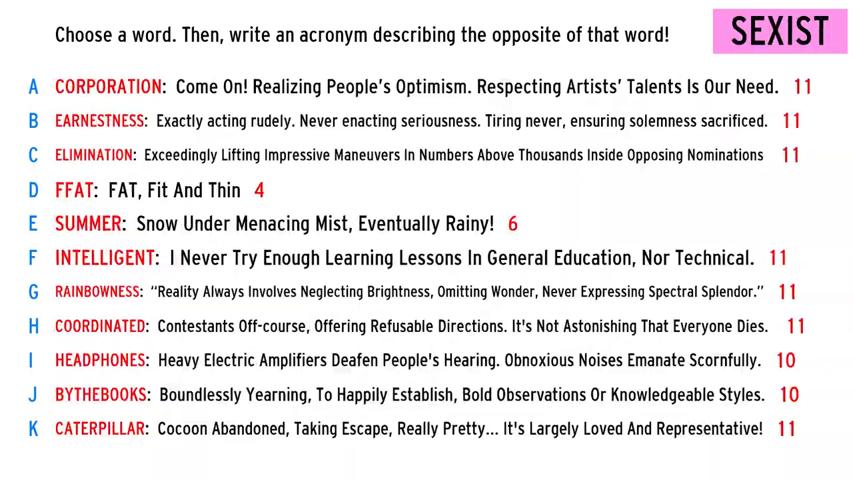 Choose a word. Then, write an acronym describing the opposite of that word!
SEXIST
A CORPORATION: Come On! Realizing People's Optimism. Respecting Artists' Talents Is Our Need. 11
B EARNESTNESS: Exactly acting rudely. Never enacting seriousness. Tiring never, ensuring solemness sacrificed. 11
C ELIMINATION: Exceedingly Lifting Impressive Maneuvers In Numbers Above Thousands Inside Opposing Nominations 11
D FFAT: FAT, Fit And Thin 4
E SUMMER: Snow Under Menacing Mist, Eventually Rainy! 6
F INTELLIGENT: I Never Try Enough Learning Lessons In General Education, Nor Technical. 11
G RAINBOWNESS: “Reality Always Involves Neglecting Brightness, Omitting Wonder, Never Expressing Spectral Splendor.” 11
H COORDINATED: Contestants Off-course, Offering Refusable Directions. It's Not Astonishing That Everyone Dies. 11
I HEADPHONES: Heavy Electric Amplifiers Deafen People's Hearing. Obnoxious Noises Emanate Scornfully. 10
J BYTHEBOOKS: Boundlessly Yearning, To Happily Establish, Bold Observations Or Knowledgeable Styles. 10
K CATERPILLAR: Cocoon Abandoned, Taking Escape, Really Pretty... It's Largely Loved And Representative! 11